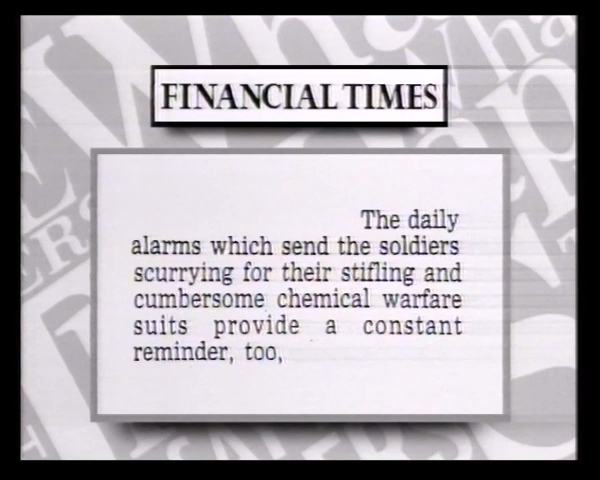 FINANCIAL TIMES
The daily
alarms which send the soldiers
scurrying for their stifling and
cumbersome chemical warfare
suits provide a constant
reminder, too,